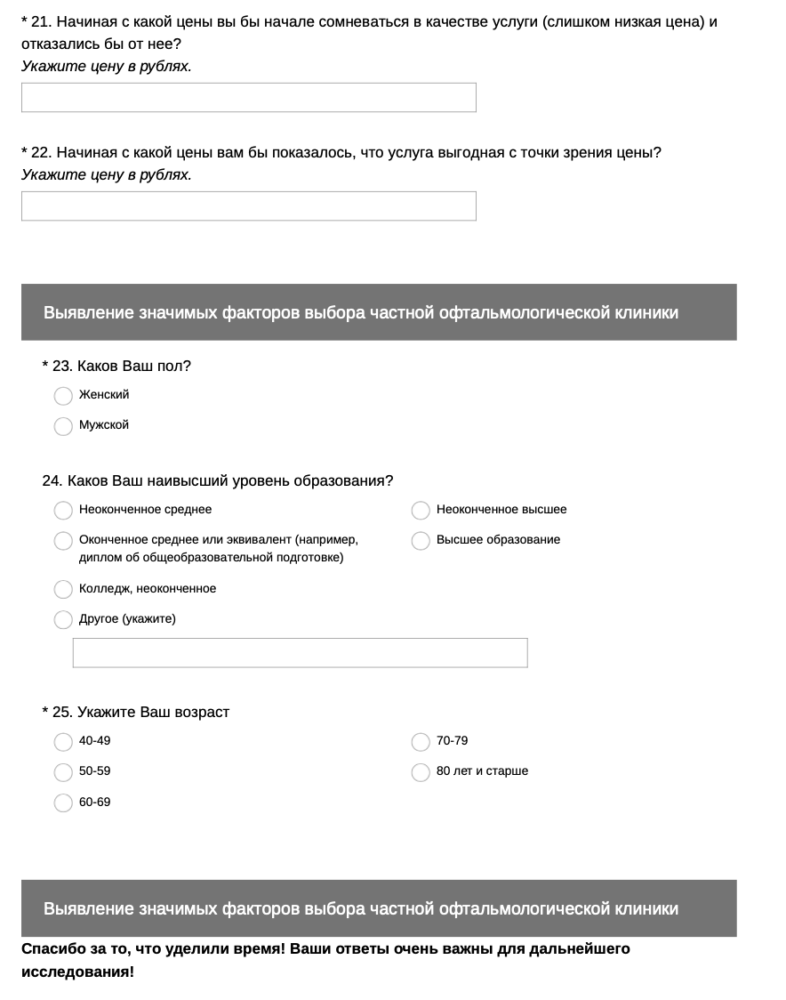 * 21. Начиная с какой цены вы бы начале сомневаться в качестве услуги (слишком низкая цена) и
отказались бы от нее?
Укажите цену в рублях.
* 22. Начиная с какой цены вам бы показалось, что услуга выгодная с точки зрения цены?
Укажите цену в рублях.
Выявление значимых факторов выбора частной офтальмологической клиники
* 23. Каков Ваш пол?
Женский
Мужской
24. Каков Ваш наивысший уровень образования?
Неоконченное среднее
Оконченное среднее или эквивалент (например,
диплом об общеобразовательной подготовке)
Колледж, неоконченное
Другое (укажите)
Неоконченное высшее
Высшее образование
* 25. Укажите Ваш возраст
40-49
50-59
60-69
70-79
80 лет и старше
Выявление значимых факторов выбора частной офтальмологической клиники
Спасибо за то, что уделили время! Ваши ответы очень важны для дальнейшего
исследования!